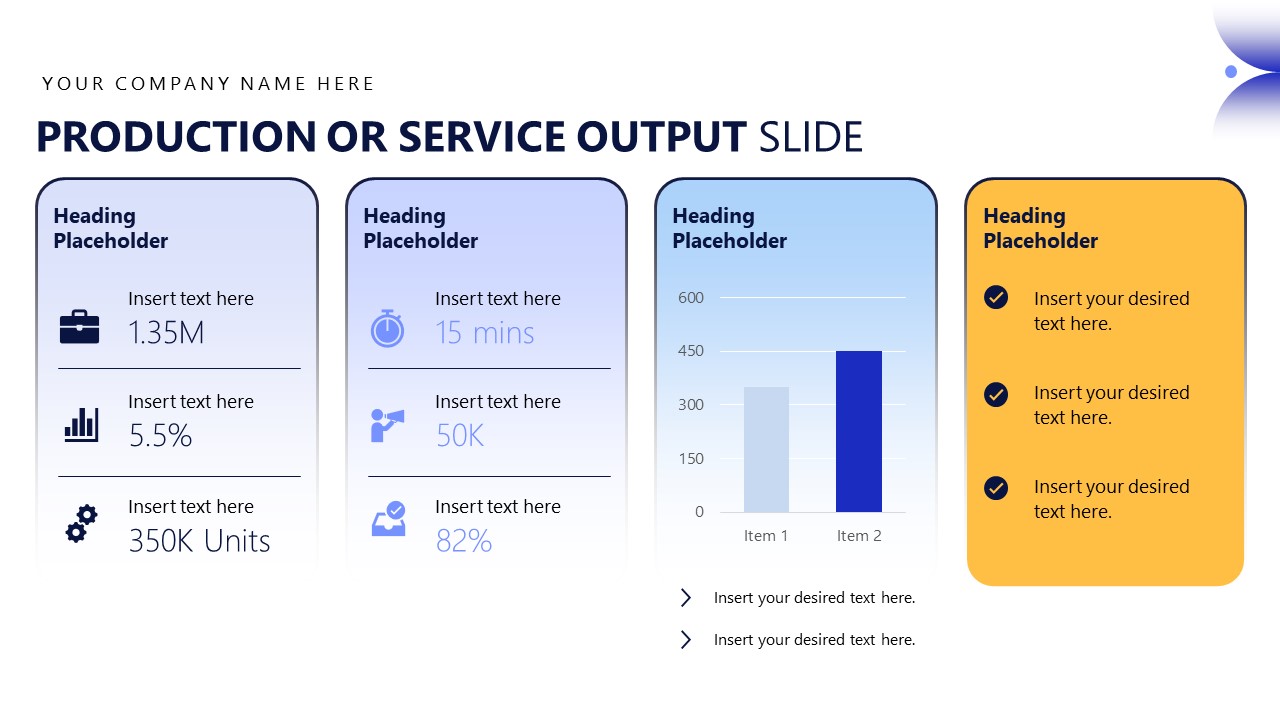 YOUR COMPANY NAME HERE
PRODUCTION OR SERVICE OUTPUT SLIDE
Heading
Placeholder
Insert text here
1.35M
Insert text here
5.5%
Insert text here
350K Units
Heading
Placeholder
Insert text here
15 mins
Insert text here
50K
Insert text here
82%
Heading
Placeholder
600
450
300
150
0
Item 1
Item 2
Insert your desired text here.
Insert your desired text here.
Heading
Placeholder
Insert your desired
text here.
Insert your desired
text here.
Insert your desired
text here.